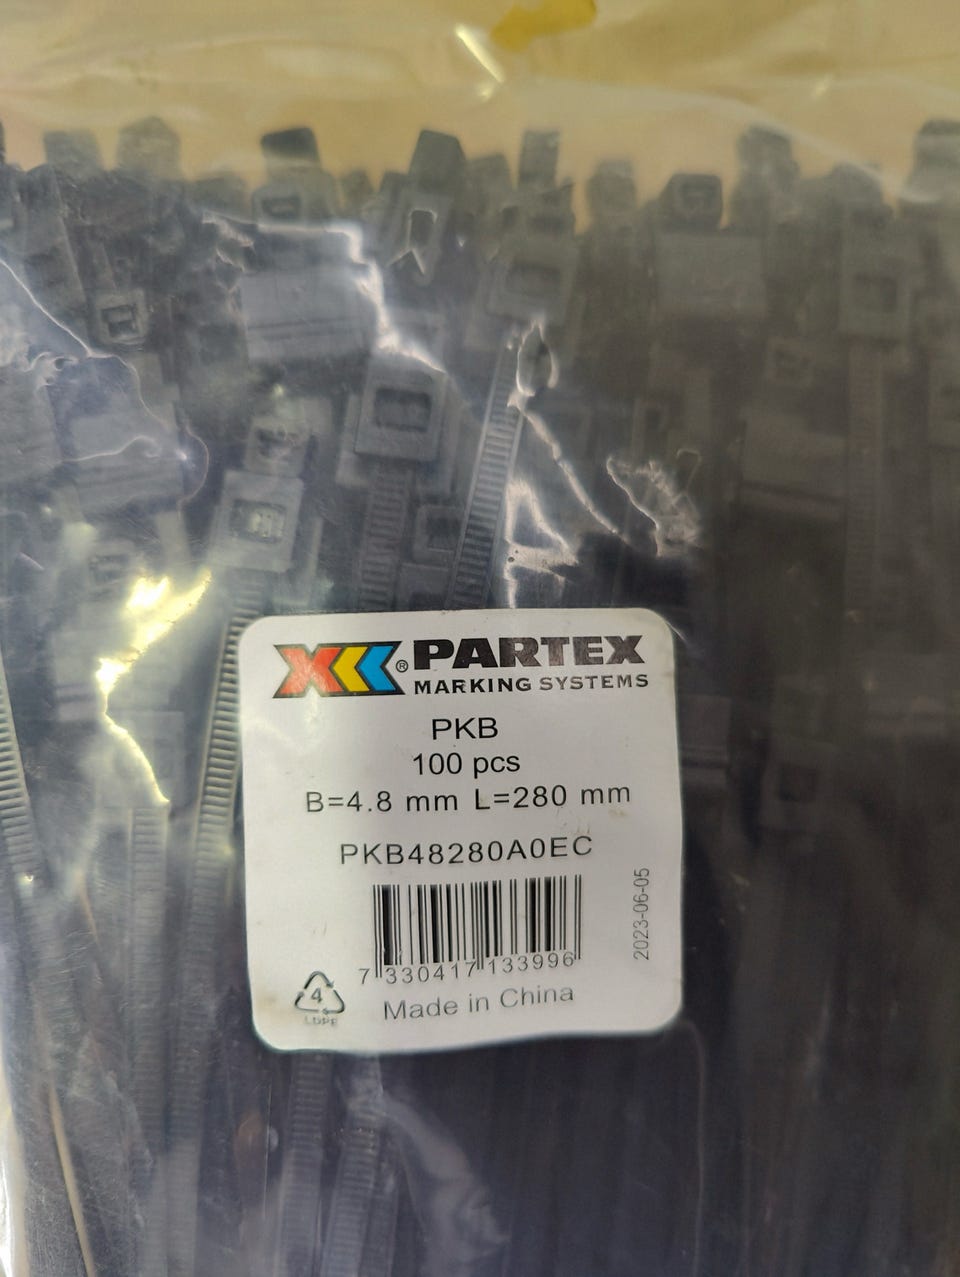 ® PARTEX
MARKING SYSTEMS
PKB
100 pcs
B=4.8 mm L=280 mm
PKB48280A0EC
2023-06-05
7 330417 133996
4
LDPE
Made in China